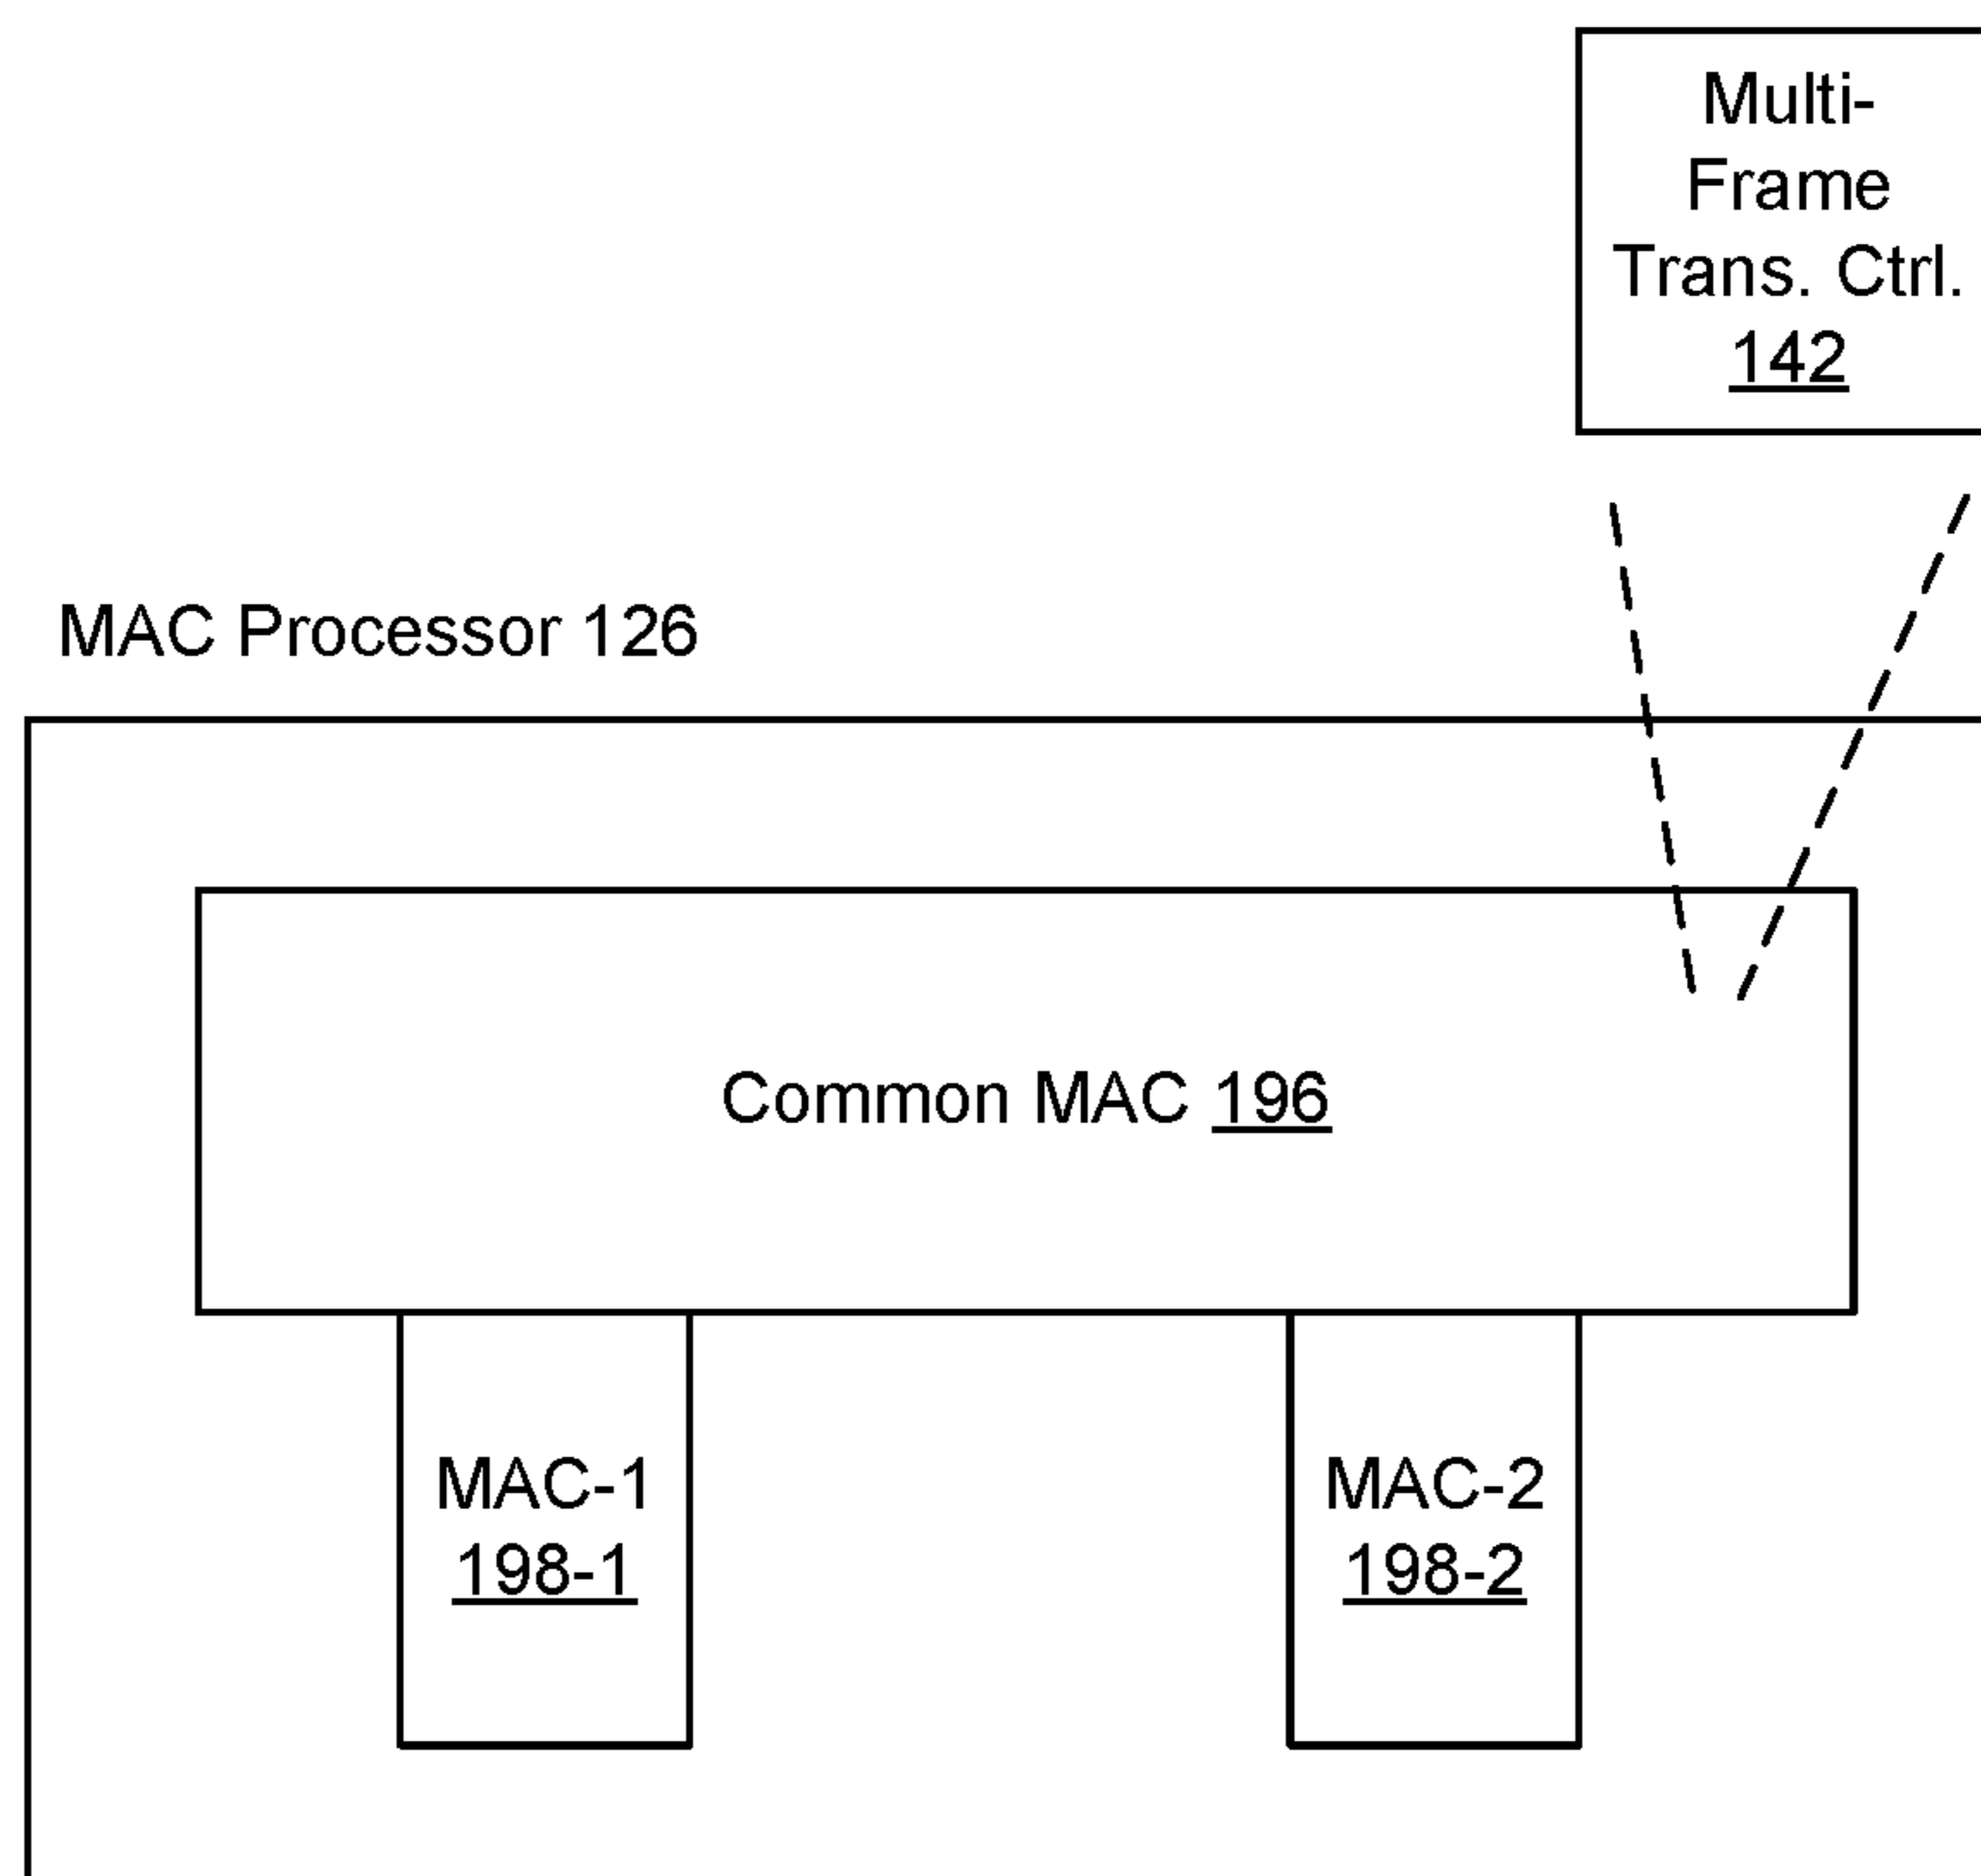 Multi-
Frame
Trans. Ctrl.
142
MAC Processor 126
Common MAC 196
MAC-1
198-1
MAC-2
198-2